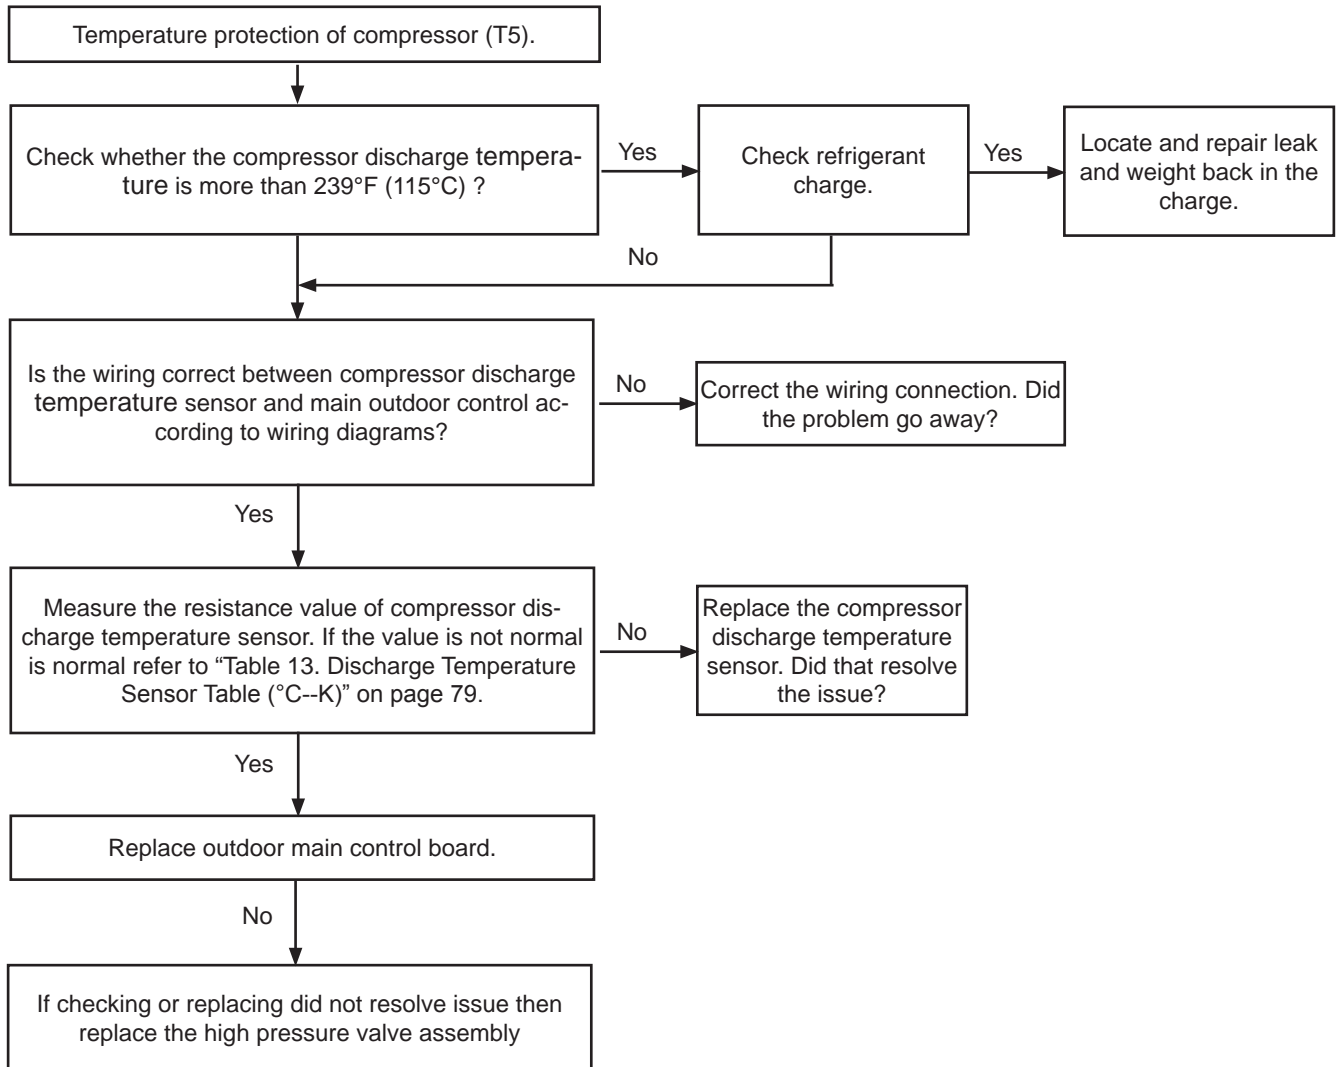 Temperature protection of compressor (T5).
Check whether the compressor discharge tempera-
ture is more than 239°F (115°C) ?
Yes
Check refrigerant
charge.
Yes
Locate and repair leak
and weight back in the
charge.
No
Is the wiring correct between compressor discharge
temperature sensor and main outdoor control ac-
cording to wiring diagrams?
No
Correct the wiring connection. Did
the problem go away?
Yes
Measure the resistance value of compressor dis-
charge temperature sensor. If the value is not normal
is normal refer to “Table 13. Discharge Temperature
Sensor Table (°C--K)” on page 79.
No
Replace the compressor
discharge temperature
sensor. Did that resolve
the issue?
Yes
Replace outdoor main control board.
No
If checking or replacing did not resolve issue then
replace the high pressure valve assembly